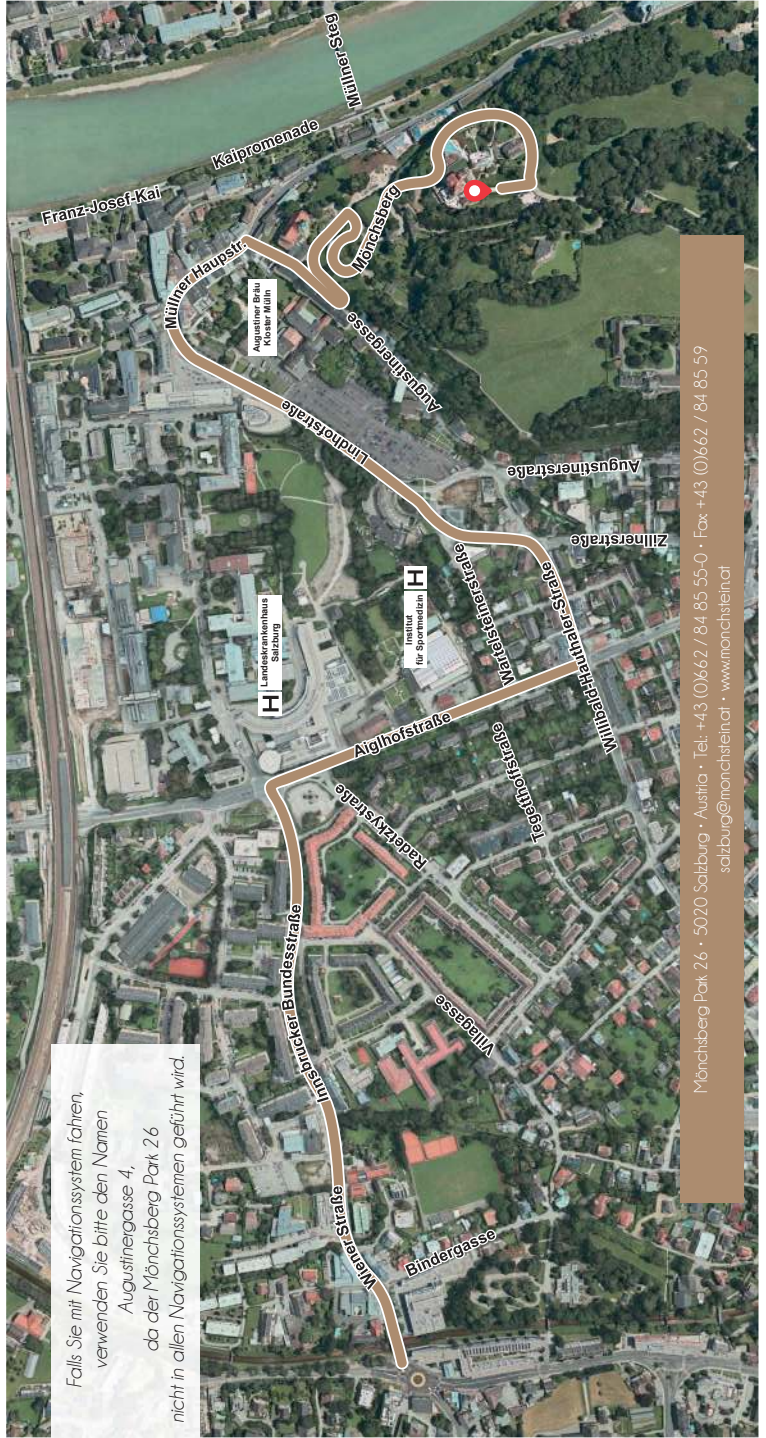 Falls Sie mit Navigationssystem fahren,
verwenden Sie bitte den Namen
Augustinergasse 4,
da der Mönchsberg Park 26
nicht in allen Navigationssystemen geführt wird.
Wiener Straße
Bindergasse
Innsbrucker Bundesstraße
Villagasse
Radetzkystraße
Aiglhofstraße
Tegetthoffstraße
H
Landeskrankenhaus
Salzburg
Institut
für Sportmedizin
H
Wartelsteinerstraße
Willibald-Hauthaler-Straße
Zillnerstraße
Augustinerstraße
Lindhofstraße
Augustinergasse
Augustiner Bräu
Kloster Mülln
Müllner Haupstr.
Mönchsberg
Franz-Josef-Kai
Kaipromenade
Müllner Steg
Mönchsberg Park 26 • 5020 Salzburg • Austria • Tel.: +43 (0)662 / 84 85 55-0 • Fax +43 (0)662 / 84 85 59
salzburg@monchstein.at • www.monchstein.at